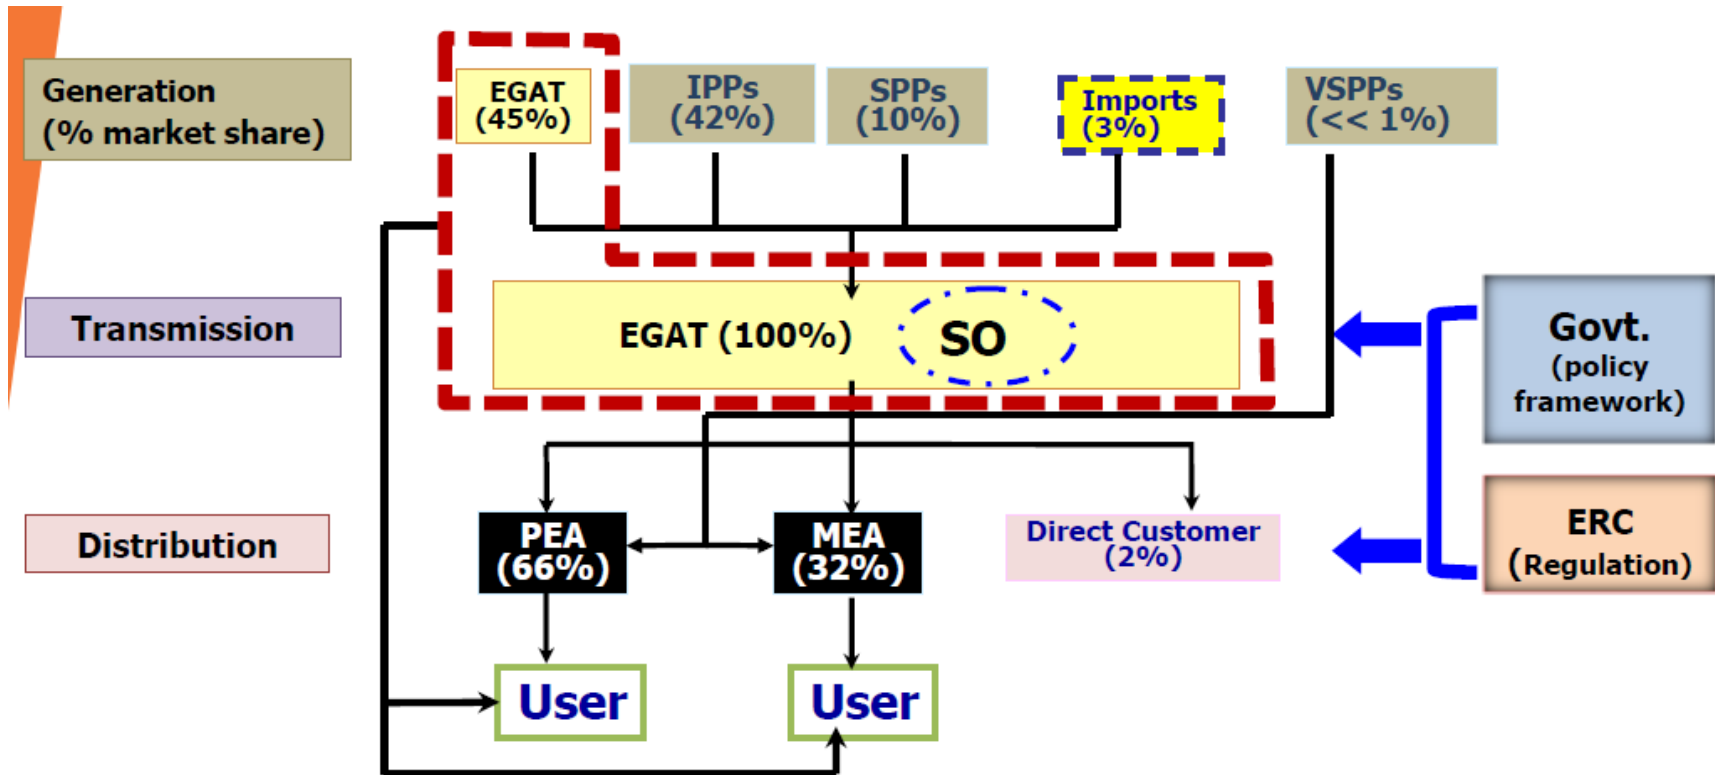 Generation
(% market share)
EGAT
(45%)
IPPs
(42%)
SPPs
(10%)
Imports
(3%)
VSPPs
(<< 1%)
Transmission
EGAT (100%)
SO
Govt.
(policy
framework)
Distribution
PEA
(66%)
MEA
(32%)
Direct Customer
(2%)
ERC
(Regulation)
User
User